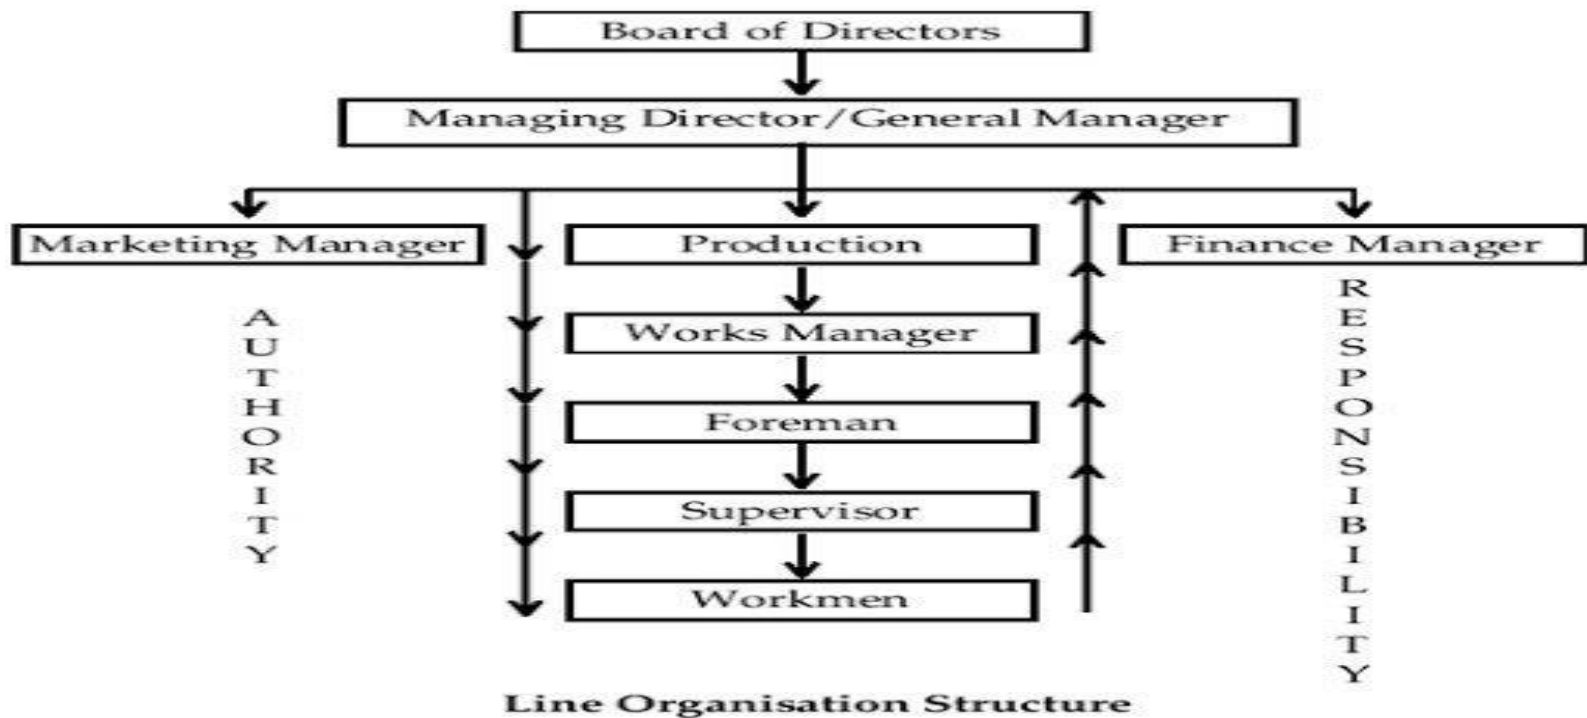 Board of Directors
Managing Director/General Manager
Marketing Manager
Production
Finance Manager
Works Manager
Foreman
Supervisor
Workmen
AUTHORITY
RESPONSIBILITY
Line Organisation Structure